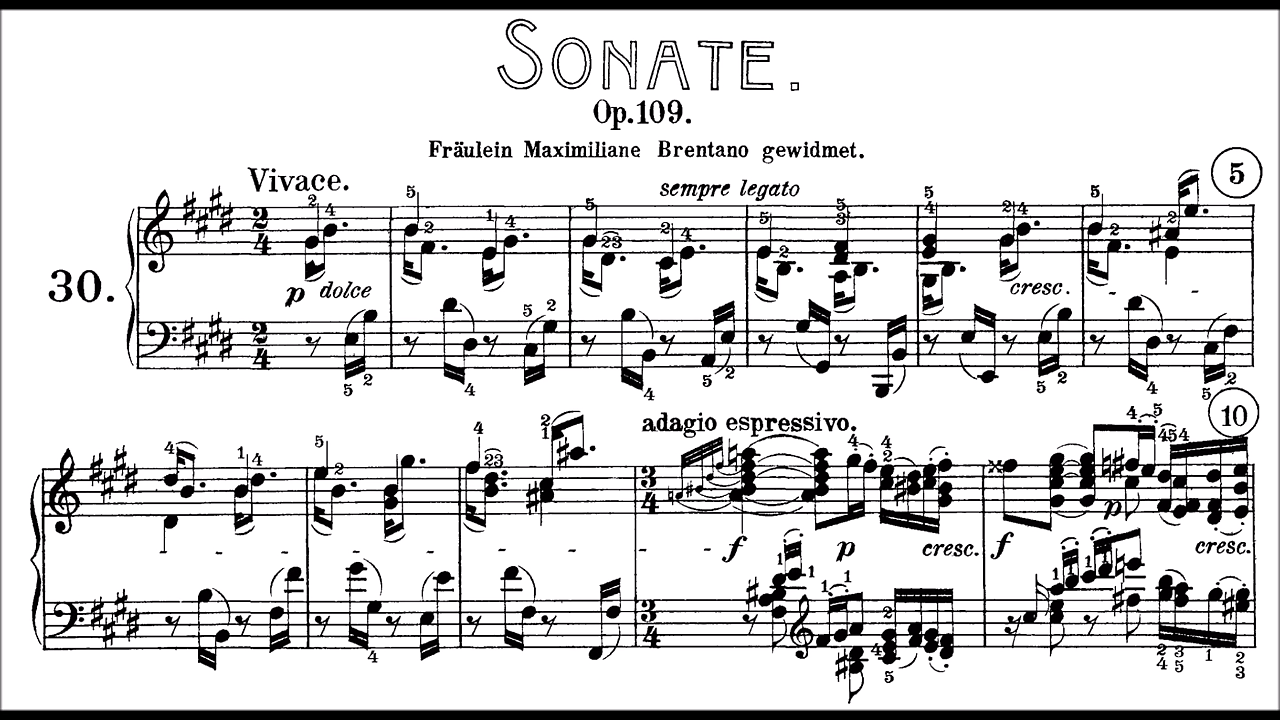 SONATE.
Op.109.
Fräulein Maximiliane Brentano gewidmet.
Vivace.
sempre legato
5
30.
p dolce
cresc.
adagio espressivo.
10
f p cresc. f p cresc.